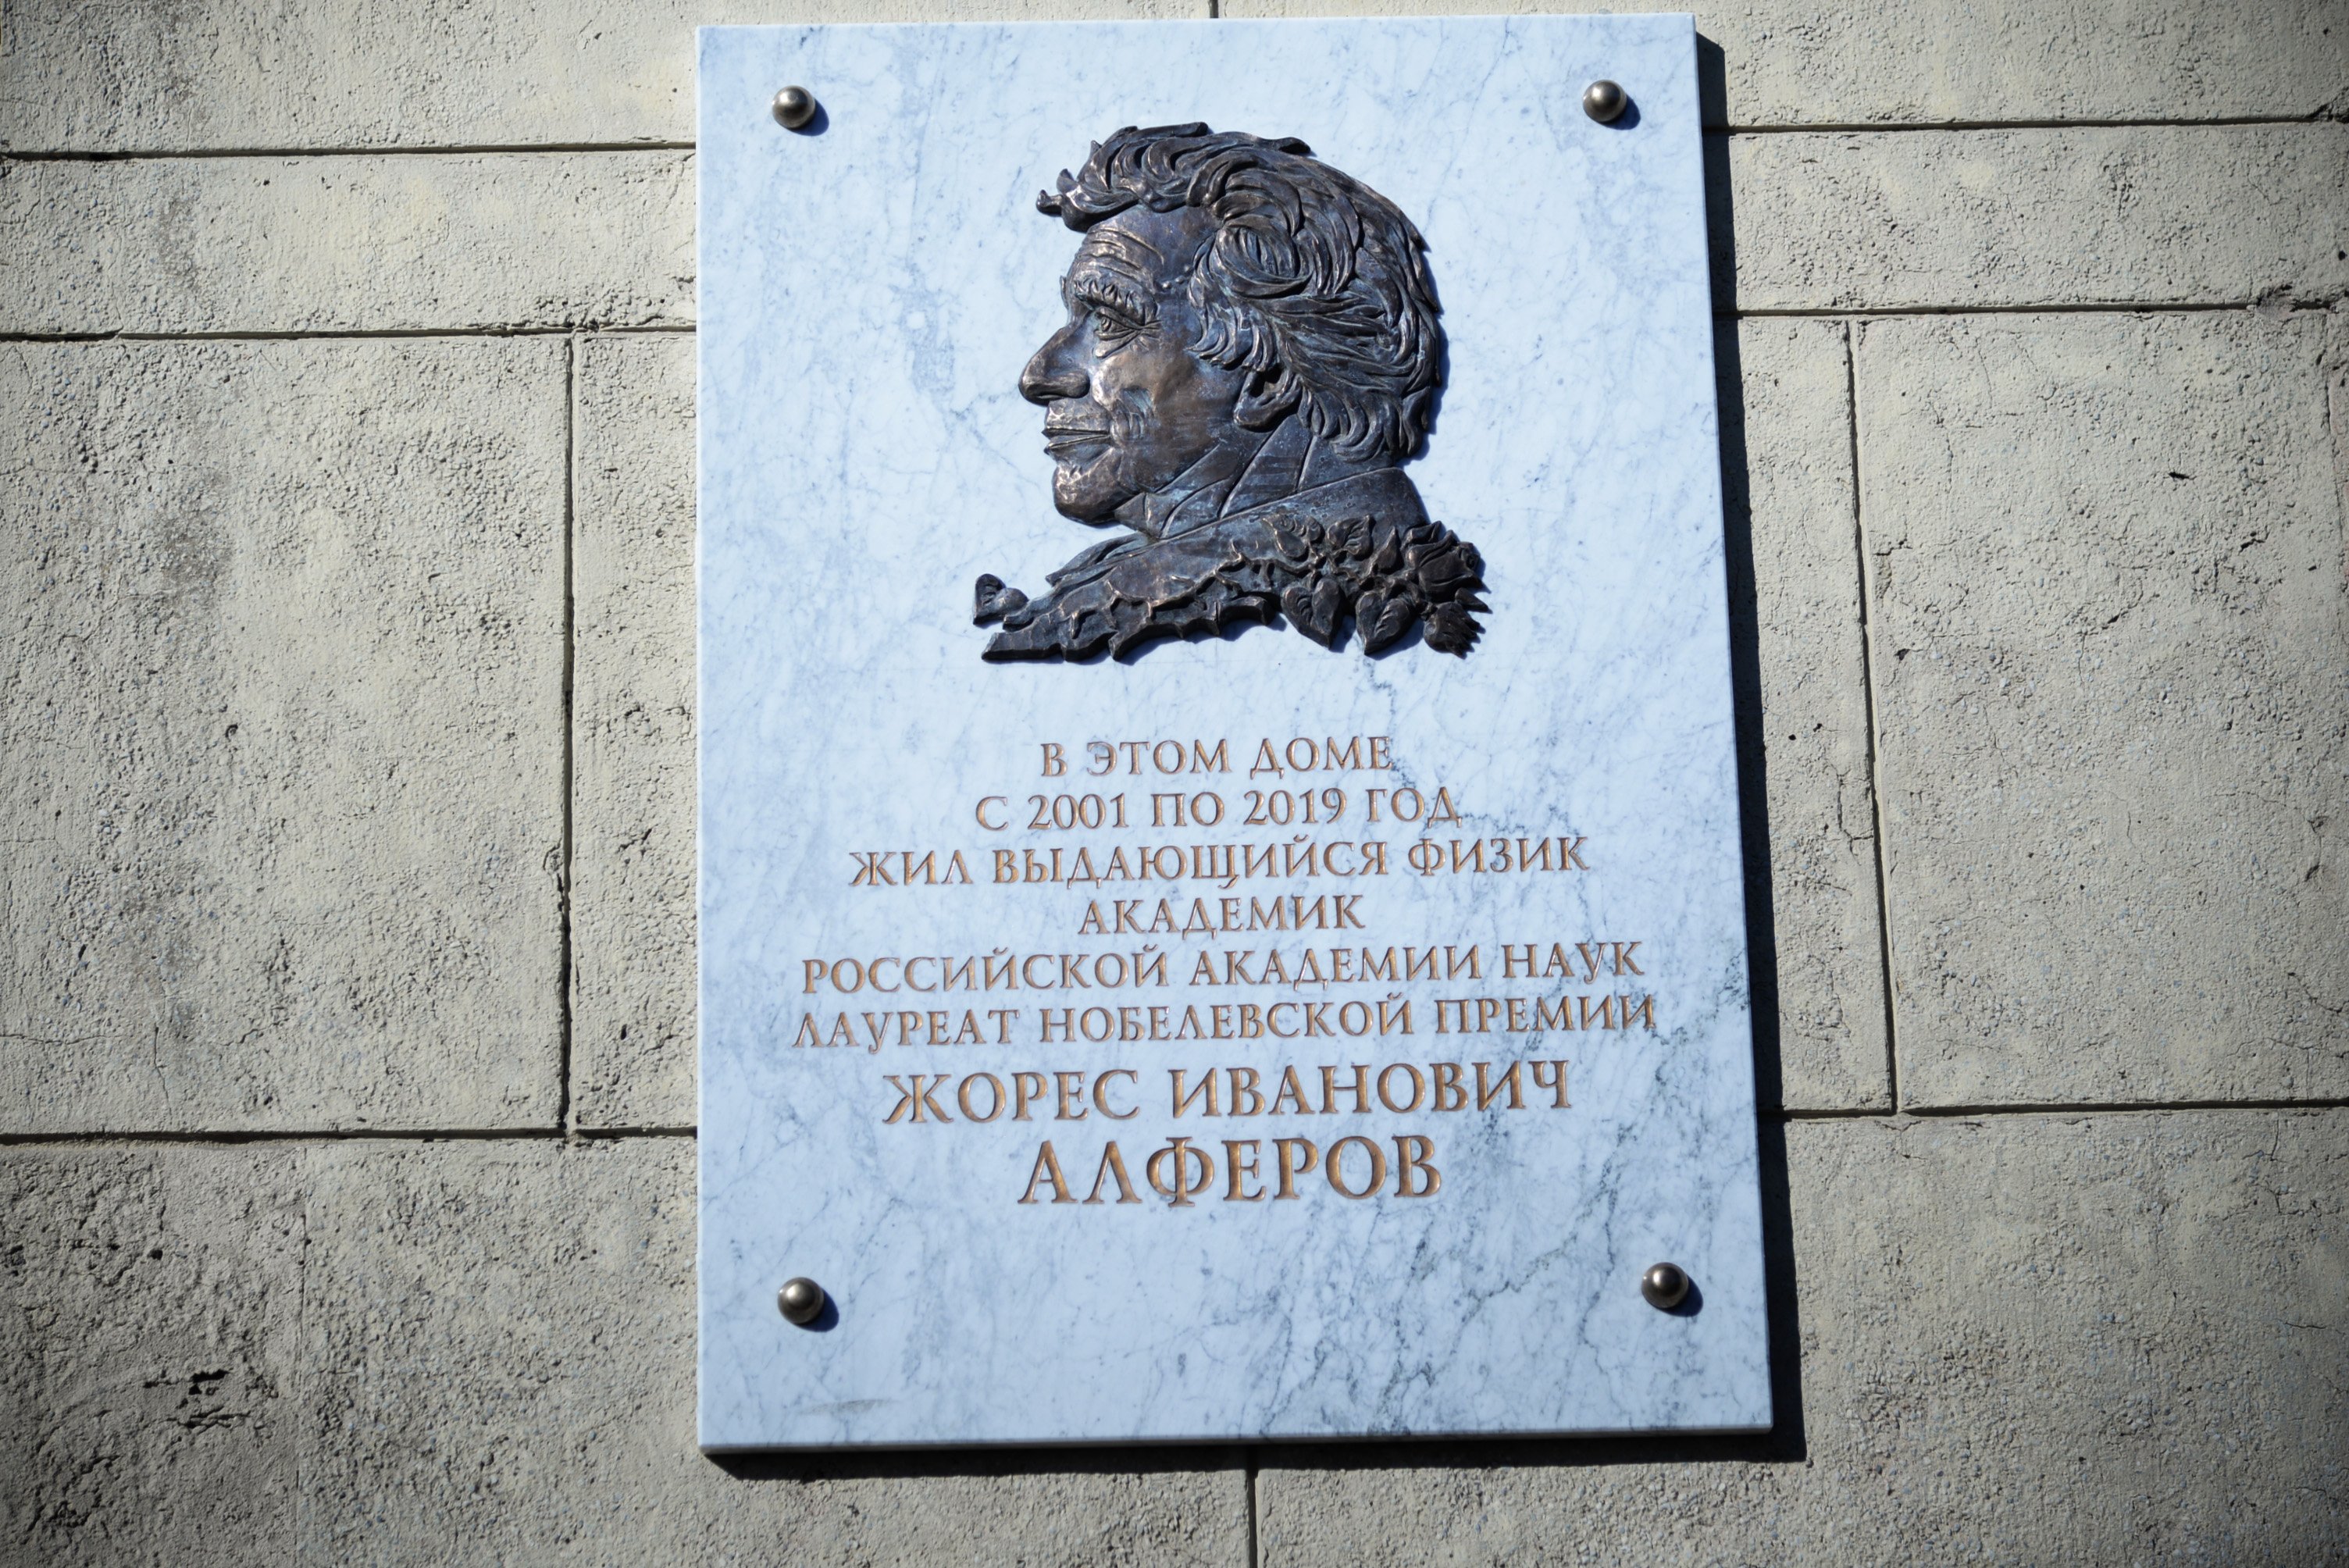 В ЭТОМ ДОМЕ
С 2001 ПО 2019 ГОД
ЖИЛ ВЫДАЮЩИЙСЯ ФИЗИК
АКАДЕМИК
РОССИЙСКОЙ АКАДЕМИИ НАУК
ЛАУРЕАТ НОБЕЛЕВСКОЙ ПРЕМИИ
ЖОРЕС ИВАНОВИЧ
АЛФЕРОВ